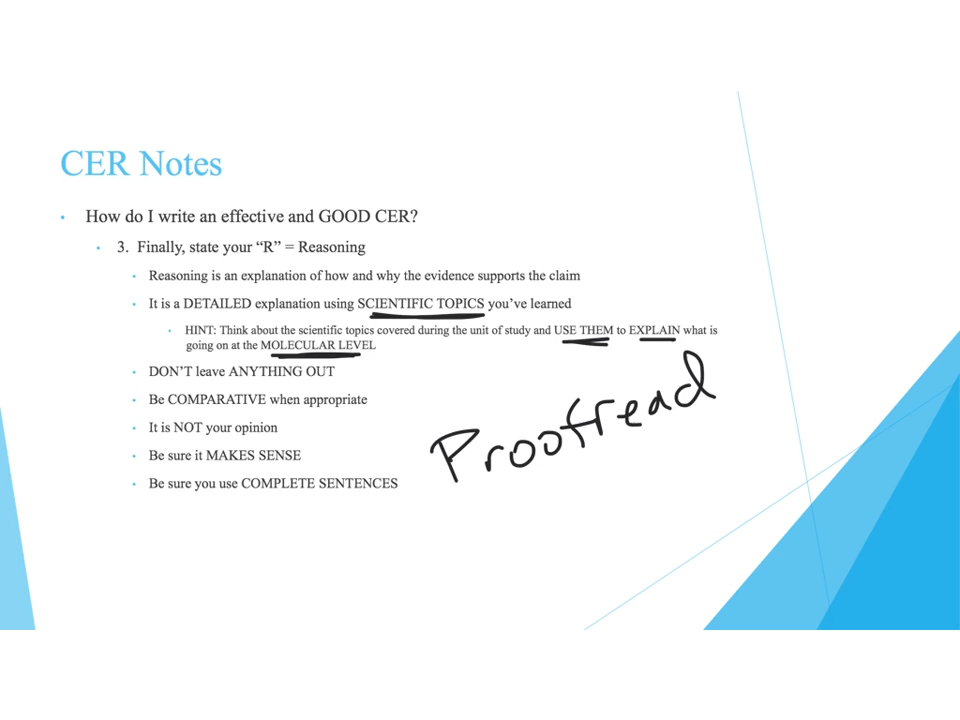 CER Notes
How do I write an effective and GOOD CER?
3. Finally, state your “R” = Reasoning
Reasoning is an explanation of how and why the evidence supports the claim
It is a DETAILED explanation using SCIENTIFIC TOPICS you’ve learned
HINT: Think about the scientific topics covered during the unit of study and USE THEM to EXPLAIN what is
going on at the MOLECULAR LEVEL
DON’T leave ANYTHING OUT
Be COMPARATIVE when appropriate
It is NOT your opinion
Be sure it MAKES SENSE
Be sure you use COMPLETE SENTENCES
Proofread